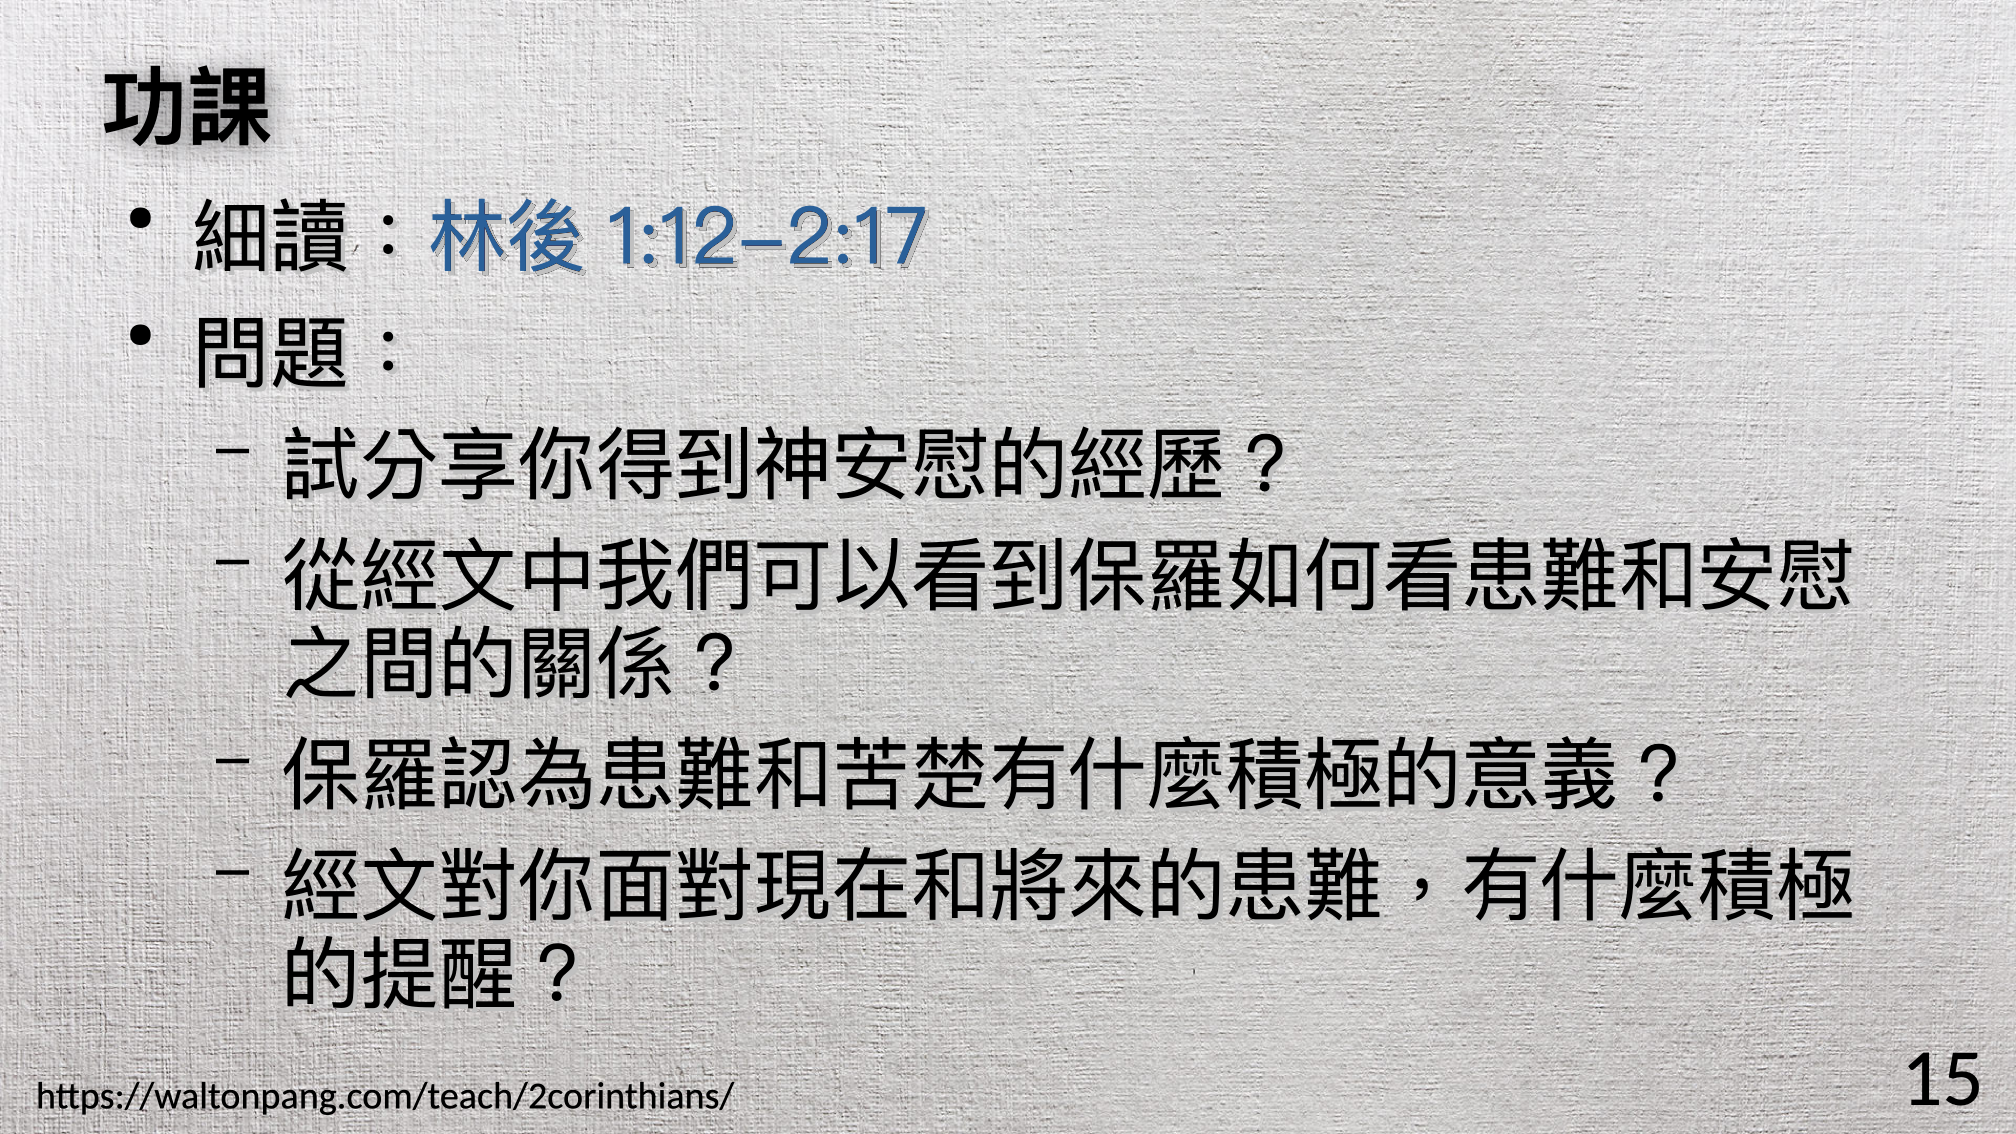 功課
• 細讀：林後 1:12–2:17
• 問題：
– 試分享你得到神安慰的經歷？
– 從經文中我們可以看到保羅如何看患難和安慰
之間的關係？
– 保羅認為患難和苦楚有什麼積極的意義？
– 經文對你面對現在和將來的患難，有什麼積極
的提醒？
https://waltonpang.com/teach/2corinthians/
15